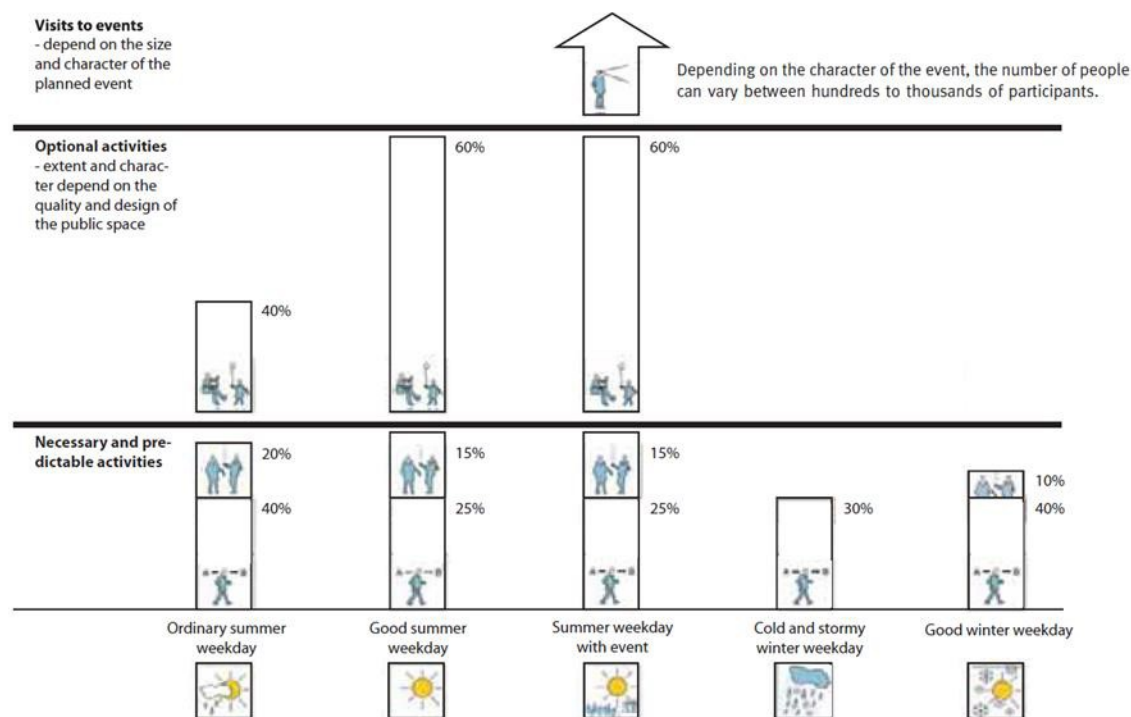 Visits to events
- depend on the size
and character of the
planned event
Depending on the character of the event, the number of people
can vary between hundreds to thousands of participants.
Optional activities
- extent and charac-
ter depend on the
quality and design of
the public space
60%
60%
40%
Necessary and pre-
dictable activities
20%
15%
15%
10%
40%
25%
25%
30%
40%
A – C – B
A – C – B
A – C – B
A – C – B
A – C – B
Ordinary summer
weekday
Good summer
weekday
Summer weekday
with event
Cold and stormy
winter weekday
Good winter weekday